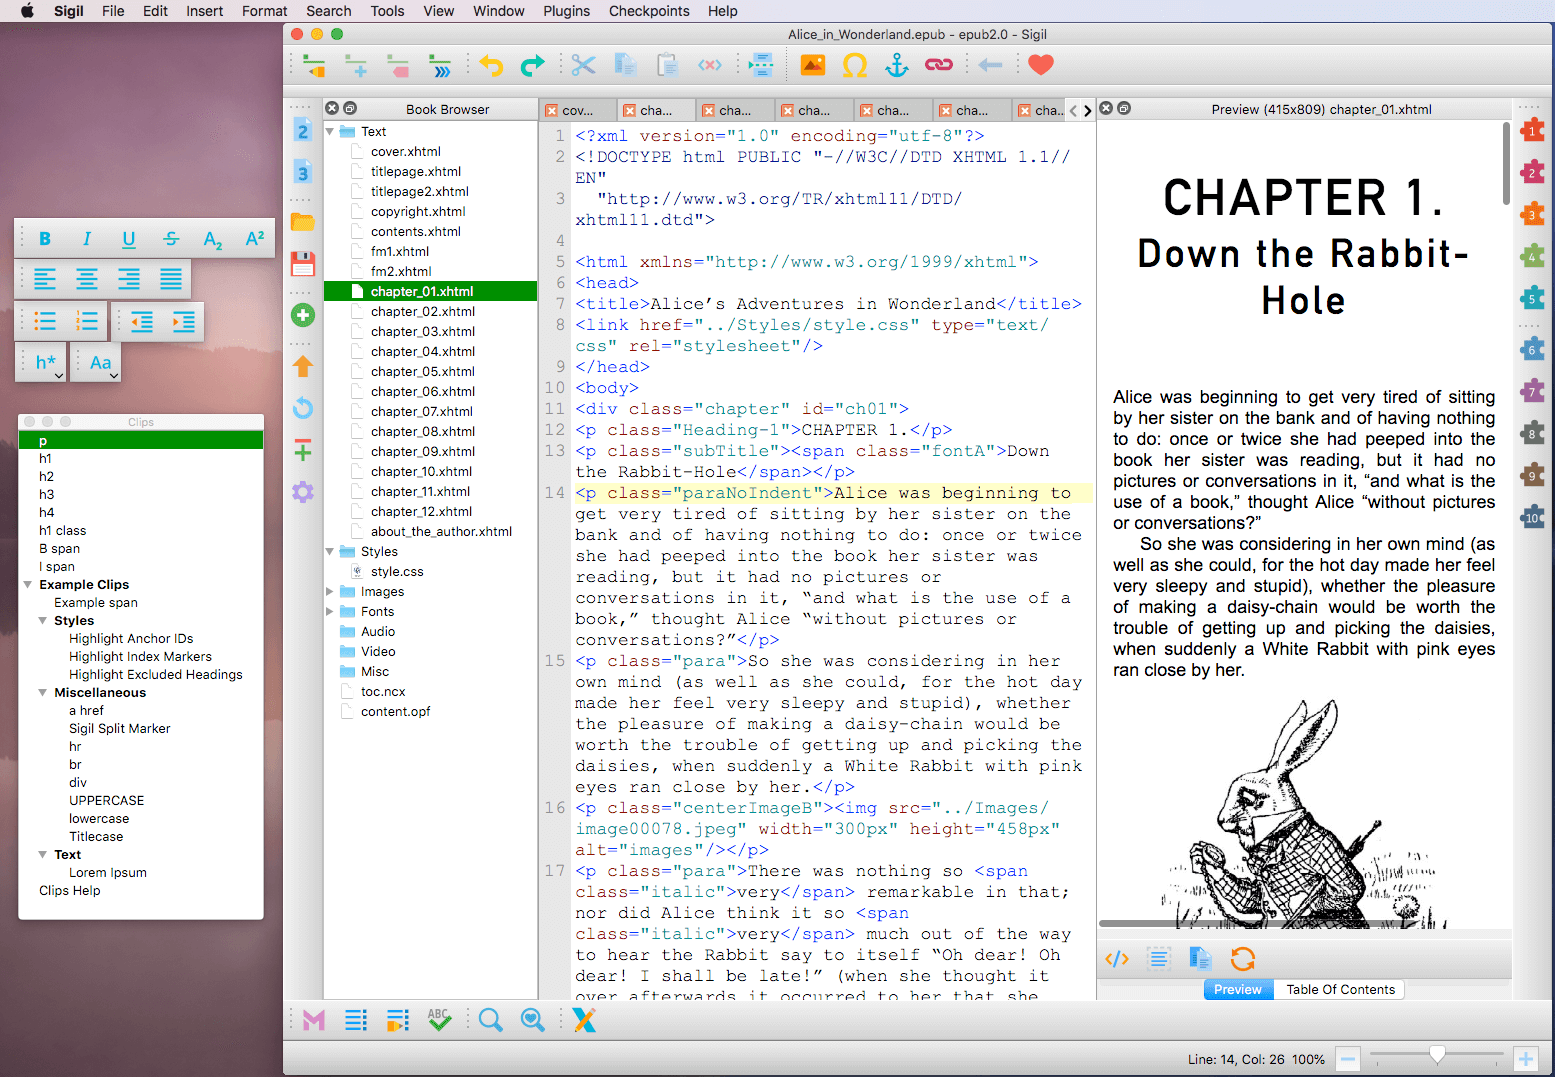 Sigil File Edit Insert Format Search Tools View Window Plugins Checkpoints Help
Alice_in_Wonderland.epub - epub2.0 - Sigil
B I U S A2 A2
h* Aa
Clips
p
h1
h2
h3
h4
h1 class
B span
I span
Example Clips
Example span
Styles
Highlight Anchor IDs
Highlight Index Markers
Highlight Excluded Headings
Miscellaneous
a href
Sigil Split Marker
hr
br
div
UPPERCASE
lowercase
Titlecase
Text
Lorem Ipsum
Clips Help
2
3
Book Browser
Text
cover.xhtml
titlepage.xhtml
titlepage2.xhtml
copyright.xhtml
contents.xhtml
fm1.xhtml
fm2.xhtml
chapter_01.xhtml
chapter_02.xhtml
chapter_03.xhtml
chapter_04.xhtml
chapter_05.xhtml
chapter_06.xhtml
chapter_07.xhtml
chapter_08.xhtml
chapter_09.xhtml
chapter_10.xhtml
chapter_11.xhtml
chapter_12.xhtml
about_the_author.xhtml
Styles
style.css
Images
Fonts
Audio
Video
Misc
toc.ncx
content.opf
cov... cha... cha... cha... cha... cha... cha...
1 <?xml version="1.0" encoding="utf-8"?>
2 <!DOCTYPE html PUBLIC "-//W3C//DTD XHTML 1.1//
EN"
3 "http://www.w3.org/TR/xhtml11/DTD/
xhtml11.dtd">
4
5 <html xmlns="http://www.w3.org/1999/xhtml">
6 <head>
7 <title>Alice’s Adventures in Wonderland</title>
8 <link href="../Styles/style.css" type="text/
css" rel="stylesheet"/>
9 </head>
10 <body>
11 <div class="chapter" id="ch01">
12 <p class="Heading-1">CHAPTER 1.</p>
13 <p class="subTitle"><span class="fontA">Down
the Rabbit-Hole</span></p>
14 <p class="paraNoIndent">Alice was beginning to
get very tired of sitting by her sister on the
bank and of having nothing to do: once or twice
she had peeped into the book her sister was
reading, but it had no pictures or
conversations in it, “and what is the use of a
book,” thought Alice “without pictures or
conversations?”</p>
15 <p class="para">So she was considering in her
own mind (as well as she could, for the hot day
made her feel very sleepy and stupid), whether
the pleasure of making a daisy-chain would be
worth the trouble of getting up and picking the
daisies, when suddenly a White Rabbit with pink
eyes ran close by her.</p>
16 <p class="centerImageB"><img src="../Images/
image00078.jpeg" width="300px" height="458px"
alt="images"/></p>
17 <p class="para">There was nothing so <span
class="italic">very</span> remarkable in that;
nor did Alice think it so <span
class="italic">very</span> much out of the way
to hear the Rabbit say to itself “Oh dear! Oh
dear! I shall be late!” (when she thought it
over afterwards it occurred to her that she
Preview (415x809) chapter_01.xhtml
CHAPTER 1.
Down the Rabbit-
Hole
Alice was beginning to get very tired of sitting
by her sister on the bank and of having nothing
to do: once or twice she had peeped into the
book her sister was reading, but it had no
pictures or conversations in it, “and what is the
use of a book,” thought Alice “without pictures
or conversations?”
So she was considering in her own mind (as
well as she could, for the hot day made her feel
very sleepy and stupid), whether the pleasure
of making a daisy-chain would be worth the
trouble of getting up and picking the daisies,
when suddenly a White Rabbit with pink eyes
ran close by her.
Preview Table Of Contents
1
2
3
4
5
6
7
8
9
10
ABC
Line: 14, Col: 26 100%